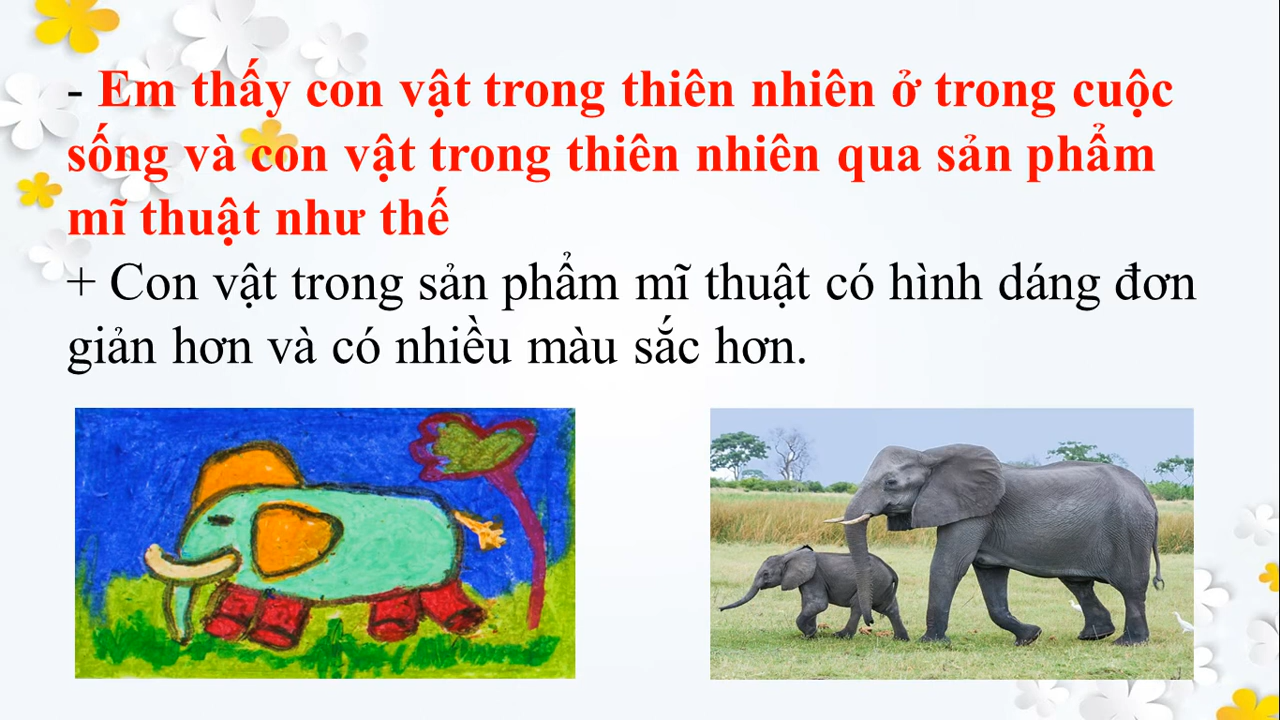 - Em thấy con vật trong thiên nhiên ở trong cuộc
sống và con vật trong thiên nhiên qua sản phẩm
mĩ thuật như thế
+ Con vật trong sản phẩm mĩ thuật có hình dáng đơn
giản hơn và có nhiều màu sắc hơn.